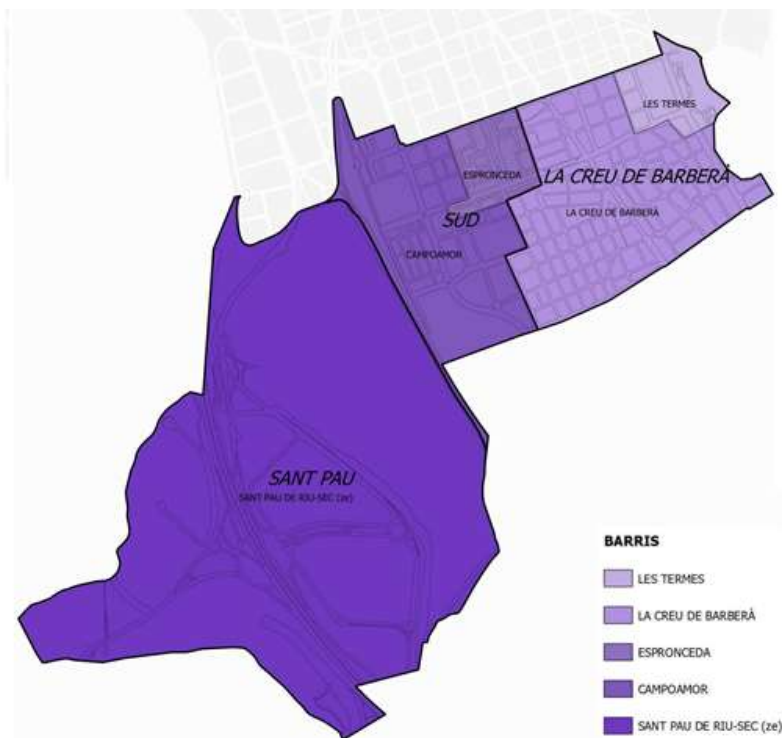 LES TERMES
ESPRONCEDA
LA CREU DE BARBERÀ
LA CREU DE BARBERÀ
SUD
CAMPOAMOR
SANT PAU
SANT PAU DE RIU-SEC (ze)
BARRIS
LES TERMES
LA CREU DE BARBERÀ
ESPRONCEDA
CAMPOAMOR
SANT PAU DE RIU-SEC (ze)